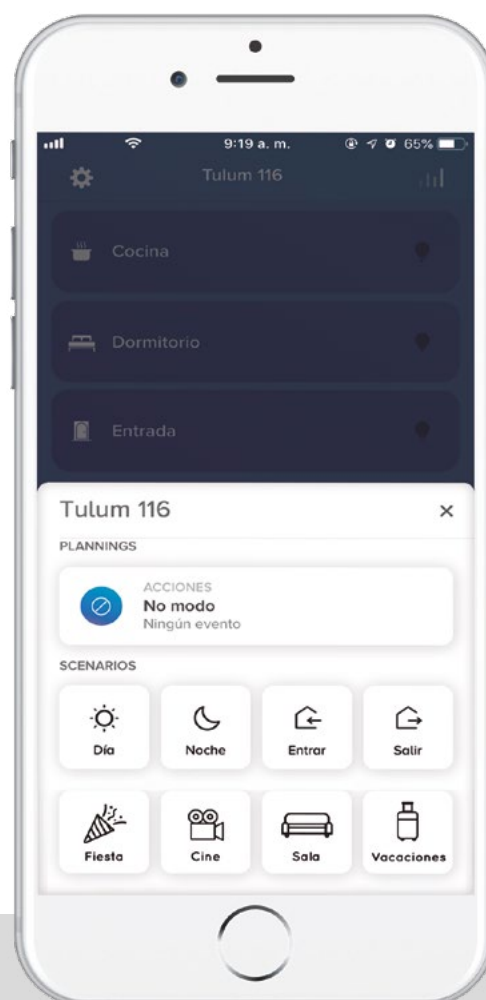 9:19 a. m.
65%
Tulum 116
Cocina
Dormitorio
Entrada
Tulum 116
PLANNINGS
ACCIONES
No modo
Ningún evento
SCENARIOS
Día
Noche
Entrar
Salir
Fiesta
Cine
Sala
Vacaciones